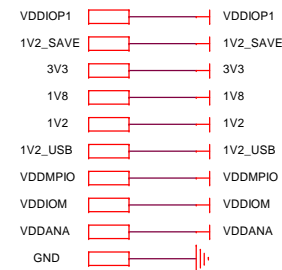 VDDIOP1 VDDIOP1
1V2_SAVE 1V2_SAVE
3V3 3V3
1V8 1V8
1V2 1V2
1V2_USB 1V2_USB
VDDMPIO VDDMPIO
VDDIOM VDDIOM
VDDANA VDDANA
GND